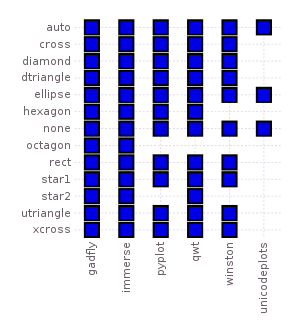 auto
cross
diamond
dtriangle
ellipse
hexagon
none
octagon
rect
star1
star2
utriangle
xcross
gadfly
immerse
pyplot
qwt
winston
unicodeplots